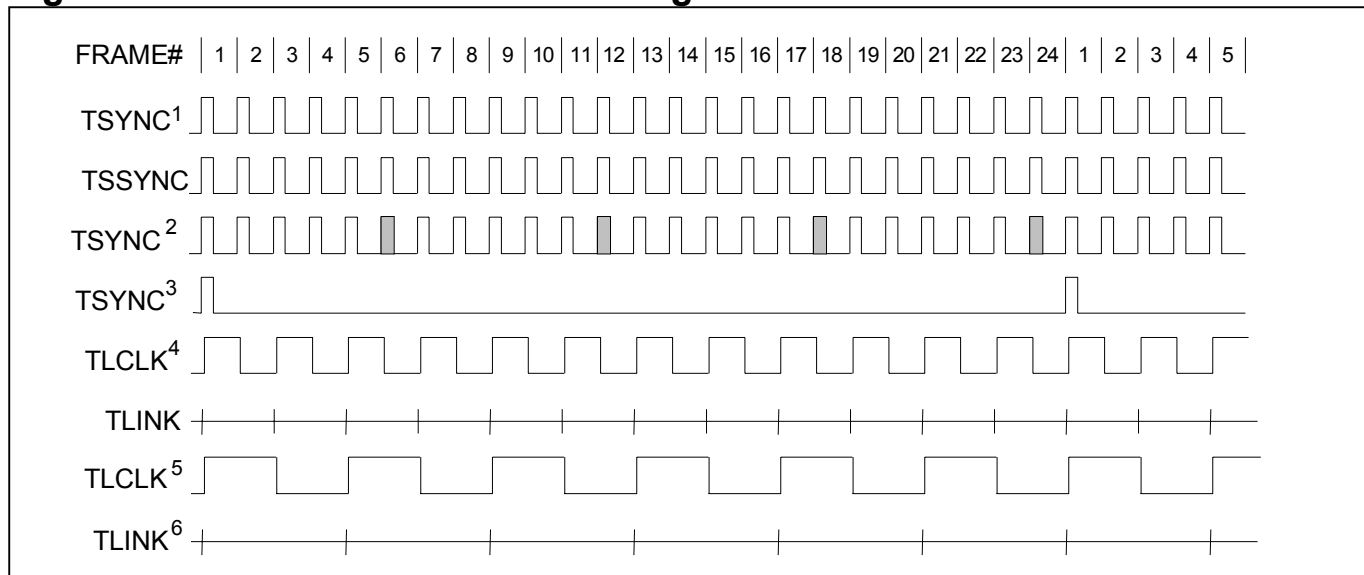 FRAME# 1 2 3 4 5 6 7 8 9 10 11 12 13 14 15 16 17 18 19 20 21 22 23 24 1 2 3 4 5
TSYNC1
TSSYNC
TSYNC2
TSYNC3
TLCLK4
TLINK
TLCLK5
TLINK6